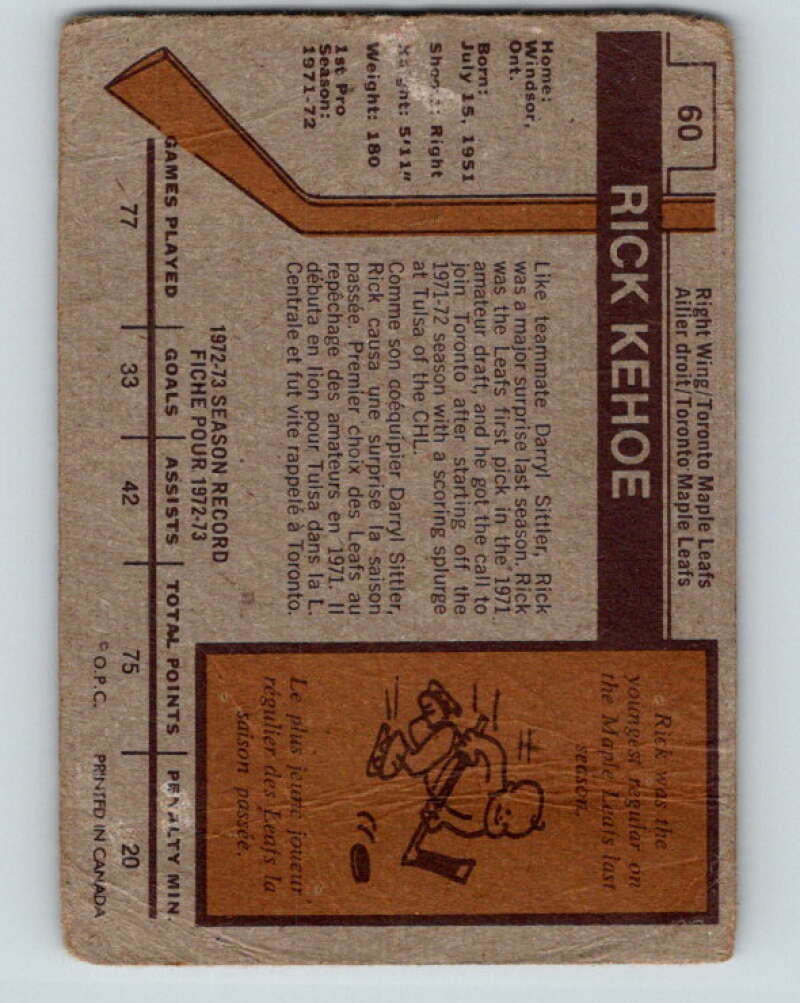 60
Right Wing/Toronto Maple Leafs
Ailier droit/Toronto Maple Leafs
RICK KEHOE
Home:
Windsor,
Ont.
Born:
July 15, 1951
Right
5'11"
Weight: 180
1st Pro
Season:
1971-72
Like teammate Darryl Sittler, Rick
was a major surprise last season. Rick
was the Leafs first pick in the 1971
amateur draft, and he got the call to
join Toronto after starting off the
1971-72 season with a scoring splurge
at Tulsa of the CHL.
Comme son coéquipier Darryl Sittler,
Rick causa une surprise la saison
passée. Premier choix des Leafs au
repêchage des amateurs en 1971. Il
débuta en lion pour Tulsa dans la L.
Centrale et fut vite rappelé à Toronto.
Rick was the
youngest regular on
the Maple Leafs last
season.
Le plus jeune joueur
régulier des Leafs la
saison passée.
1972-73 SEASON RECORD
FICHE POUR 1972-73
GAMES PLAYED GOALS ASSISTS TOTAL POINTS PENALTY MIN.
77 33 42 75 20
© O.P.C. PRINTED IN CANADA